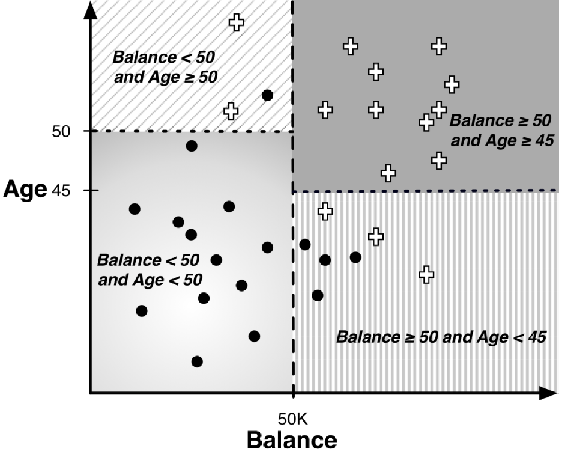 Balance < 50
and Age ≥ 50
Balance ≥ 50
and Age ≥ 45
50
Age
45
Balance < 50
and Age < 50
Balance ≥ 50 and Age < 45
50K
Balance